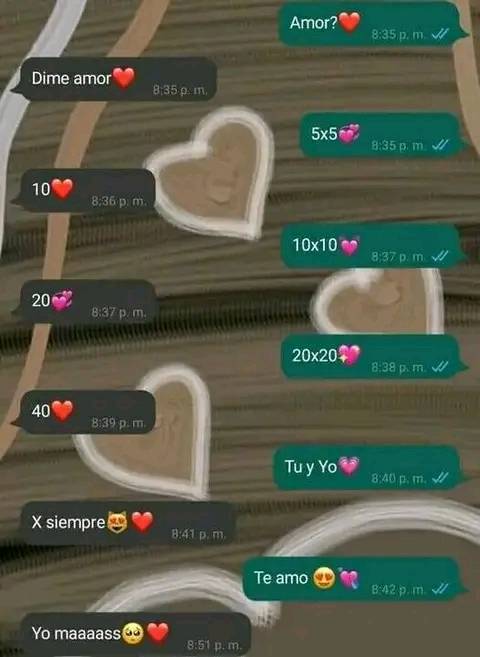 Amor?❤️
8:35 p. m.
Dime amor❤️
8:35 p. m.
5x5💞
8:35 p. m.
10❤️
8:36 p. m.
10x10💓
8:37 p. m.
20💞
8:37 p. m.
20x20💖
8:38 p. m.
40❤️
8:39 p. m.
Tu y Yo💗
8:40 p. m.
X siempre😻❤️
8:41 p. m.
Te amo 😍💘
8:42 p. m.
Yo maaaass🥺❤️
8:51 p. m.